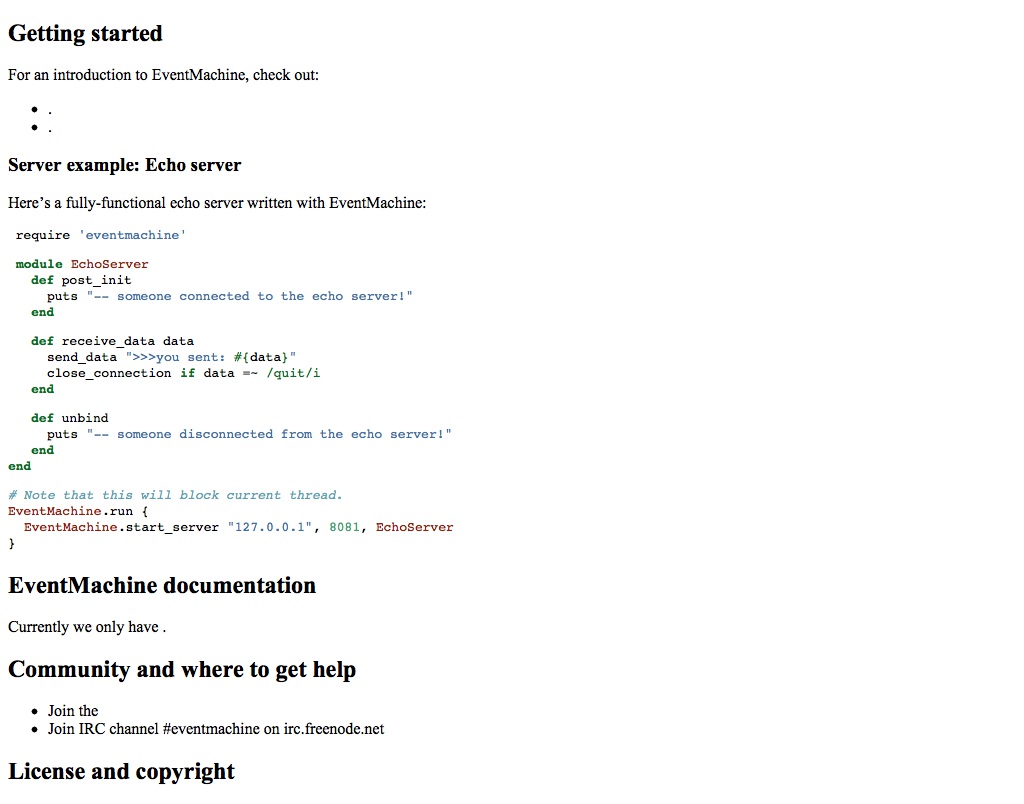 Getting started
For an introduction to EventMachine, check out:
• .
• .
Server example: Echo server
Here’s a fully-functional echo server written with EventMachine:
require 'eventmachine'
module EchoServer
def post_init
puts "-- someone connected to the echo server!"
end
def receive_data data
send_data ">>>you sent: #{data}"
close_connection if data =~ /quit/i
end
def unbind
puts "-- someone disconnected from the echo server!"
end
end
# Note that this will block current thread.
EventMachine.run {
EventMachine.start_server "127.0.0.1", 8081, EchoServer
}
EventMachine documentation
Currently we only have .
Community and where to get help
• Join the
• Join IRC channel #eventmachine on irc.freenode.net
License and copyright